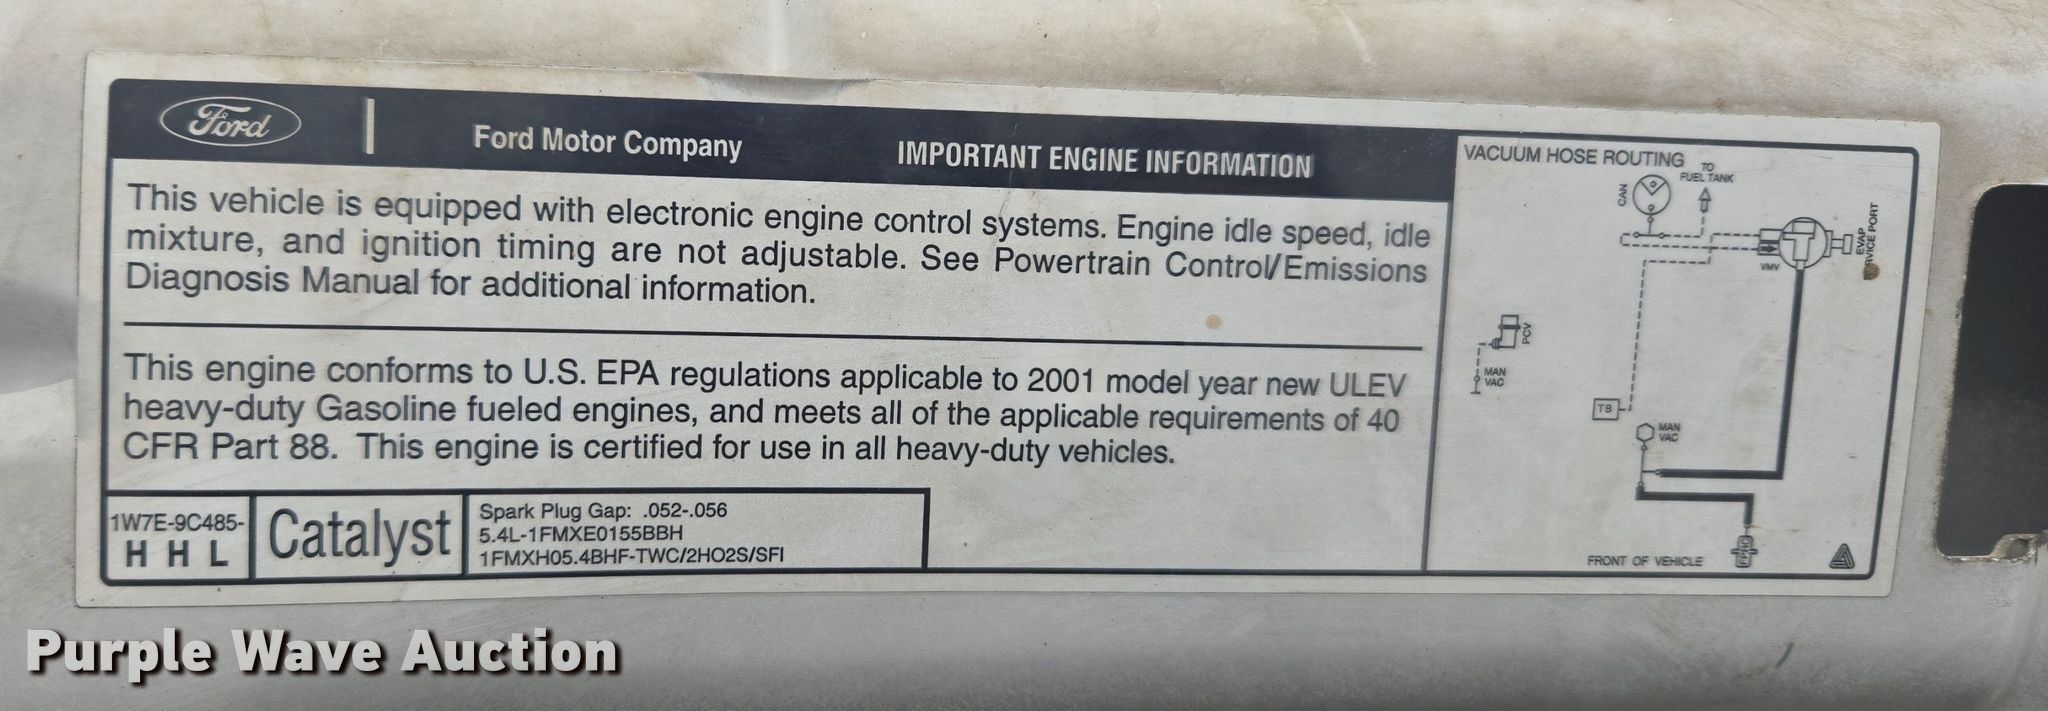 Ford
Ford Motor Company
IMPORTANT ENGINE INFORMATION
This vehicle is equipped with electronic engine control systems. Engine idle speed, idle
mixture, and ignition timing are not adjustable. See Powertrain Control/Emissions
Diagnosis Manual for additional information.
This engine conforms to U.S. EPA regulations applicable to 2001 model year new ULEV
heavy-duty Gasoline fueled engines, and meets all of the applicable requirements of 40
CFR Part 88. This engine is certified for use in all heavy-duty vehicles.
1W7E-9C485-
H H L
Catalyst
Spark Plug Gap: .052-.056
5.4L-1FMXE0155BBH
1FMXH05.4BHF-TWC/2HO2S/SFI
VACUUM HOSE ROUTING
TO
FUEL TANK
CAN
VMV
EVAP
PCV
MAN
VAC
TB
MAN
VAC
FPRC
FRONT OF VEHICLE
Purple Wave Auction